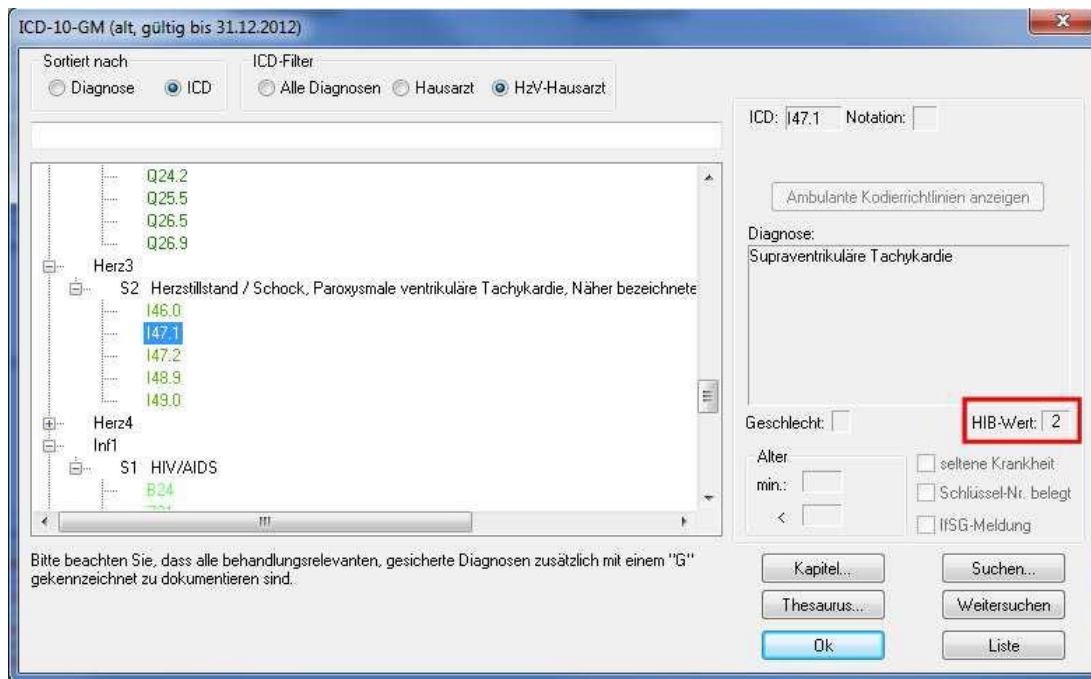 ICD-10-GM (alt, gültig bis 31.12.2012)
Sortiert nach
Diagnose ICD
ICD-Filter
Alle Diagnosen Hausarzt HzV-Hausarzt
Q24.2
Q25.5
Q26.5
Q26.9
Herz3
S2 Herzstillstand / Schock, Paroxysmale ventrikuläre Tachykardie, Näher bezeichnete
I46.0
I47.1
I47.2
I48.9
I49.0
Herz4
Inf1
S1 HIV/AIDS
B24
ICD: I47.1 Notation:
Ambulante Kodierrichtlinien anzeigen
Diagnose:
Supraventrikuläre Tachykardie
Geschlecht: HIB-Wert: 2
Alter
min.:
<
seltene Krankheit
Schlüssel-Nr. belegt
IfSG-Meldung
Bitte beachten Sie, dass alle behandlungsrelevanten, gesicherte Diagnosen zusätzlich mit einem "G"
gekennzeichnet zu dokumentieren sind.
Kapitel... Suchen...
Thesaurus... Weitersuchen
Ok Liste